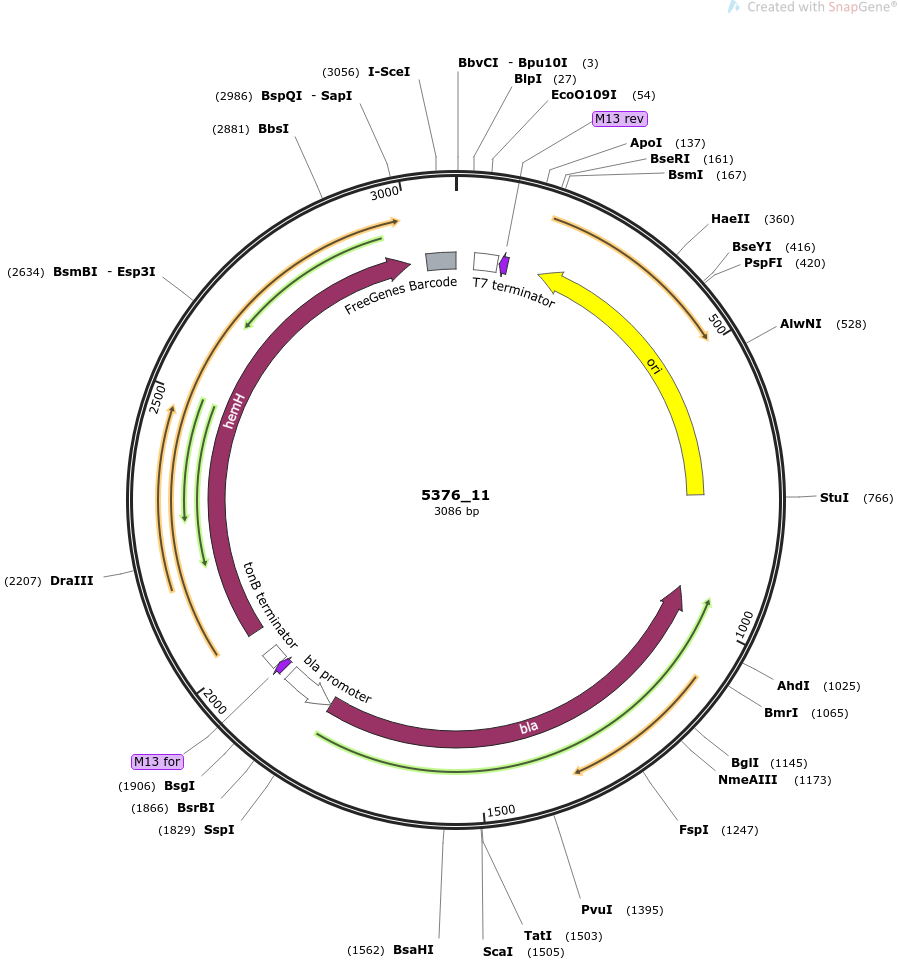 Created with SnapGene®
BbvCI - Bpu10I (3)
BlpI (27)
EcoO109I (54)
M13 rev
ApoI (137)
BseRI (161)
BsmI (167)
HaeII (360)
BseYI (416)
PspFI (420)
AlwNI (528)
StuI (766)
AhdI (1025)
BmrI (1065)
BglI (1145)
NmeAIII (1173)
FspI (1247)
PvuI (1395)
TatI (1503)
ScaI (1505)
(1562) BsaHI
(1829) SspI
(1866) BsrBI
(1906) BsgI
M13 for
(2207) DraIII
(2634) BsmBI - Esp3I
(2881) BbsI
(2986) BspQI - SapI
(3056) I-SceI
500
1000
1500
2000
2500
3000
FreeGenes Barcode
T7 terminator
ori
hemH
tonB terminator
bla promoter
bla
5376_11
3086 bp